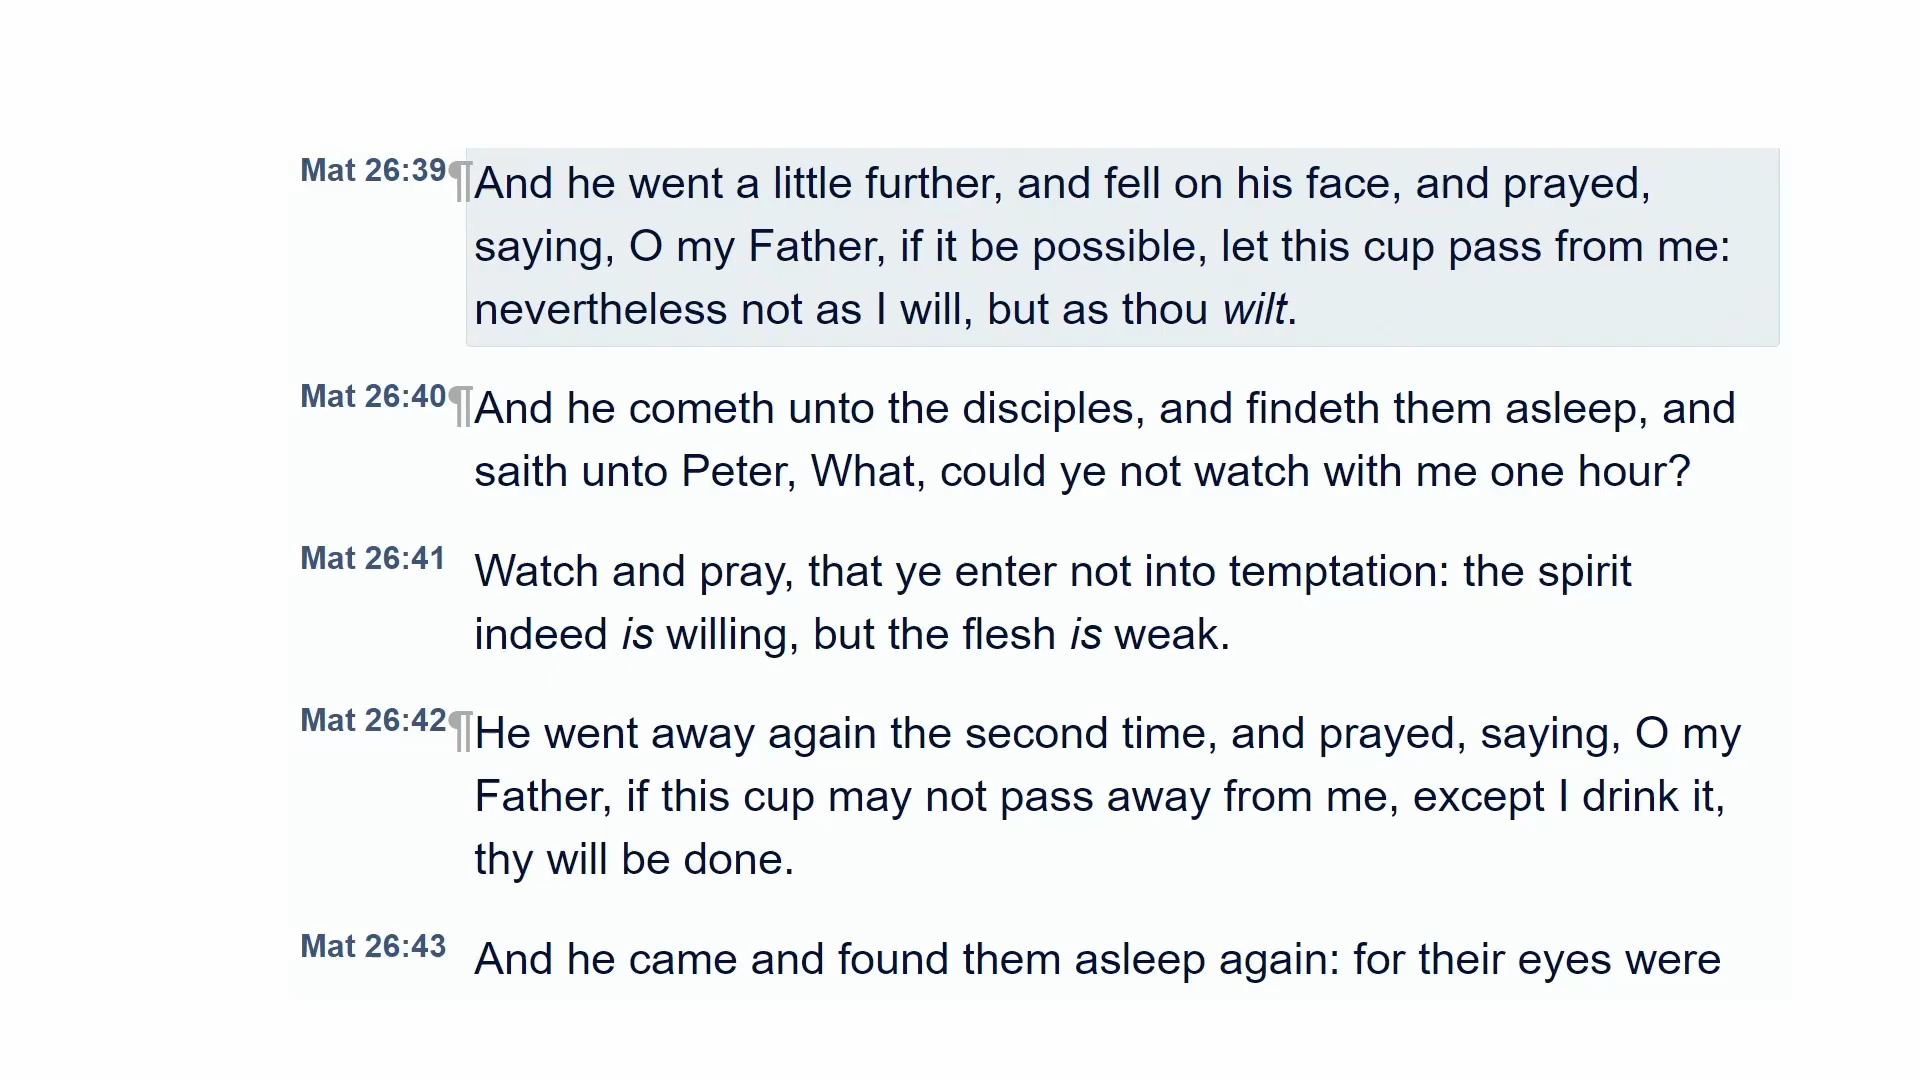 Mat 26:39 ¶ And he went a little further, and fell on his face, and prayed,
saying, O my Father, if it be possible, let this cup pass from me:
nevertheless not as I will, but as thou wilt.
Mat 26:40 ¶ And he cometh unto the disciples, and findeth them asleep, and
saith unto Peter, What, could ye not watch with me one hour?
Mat 26:41 Watch and pray, that ye enter not into temptation: the spirit
indeed is willing, but the flesh is weak.
Mat 26:42 ¶ He went away again the second time, and prayed, saying, O my
Father, if this cup may not pass away from me, except I drink it,
thy will be done.
Mat 26:43 And he came and found them asleep again: for their eyes were